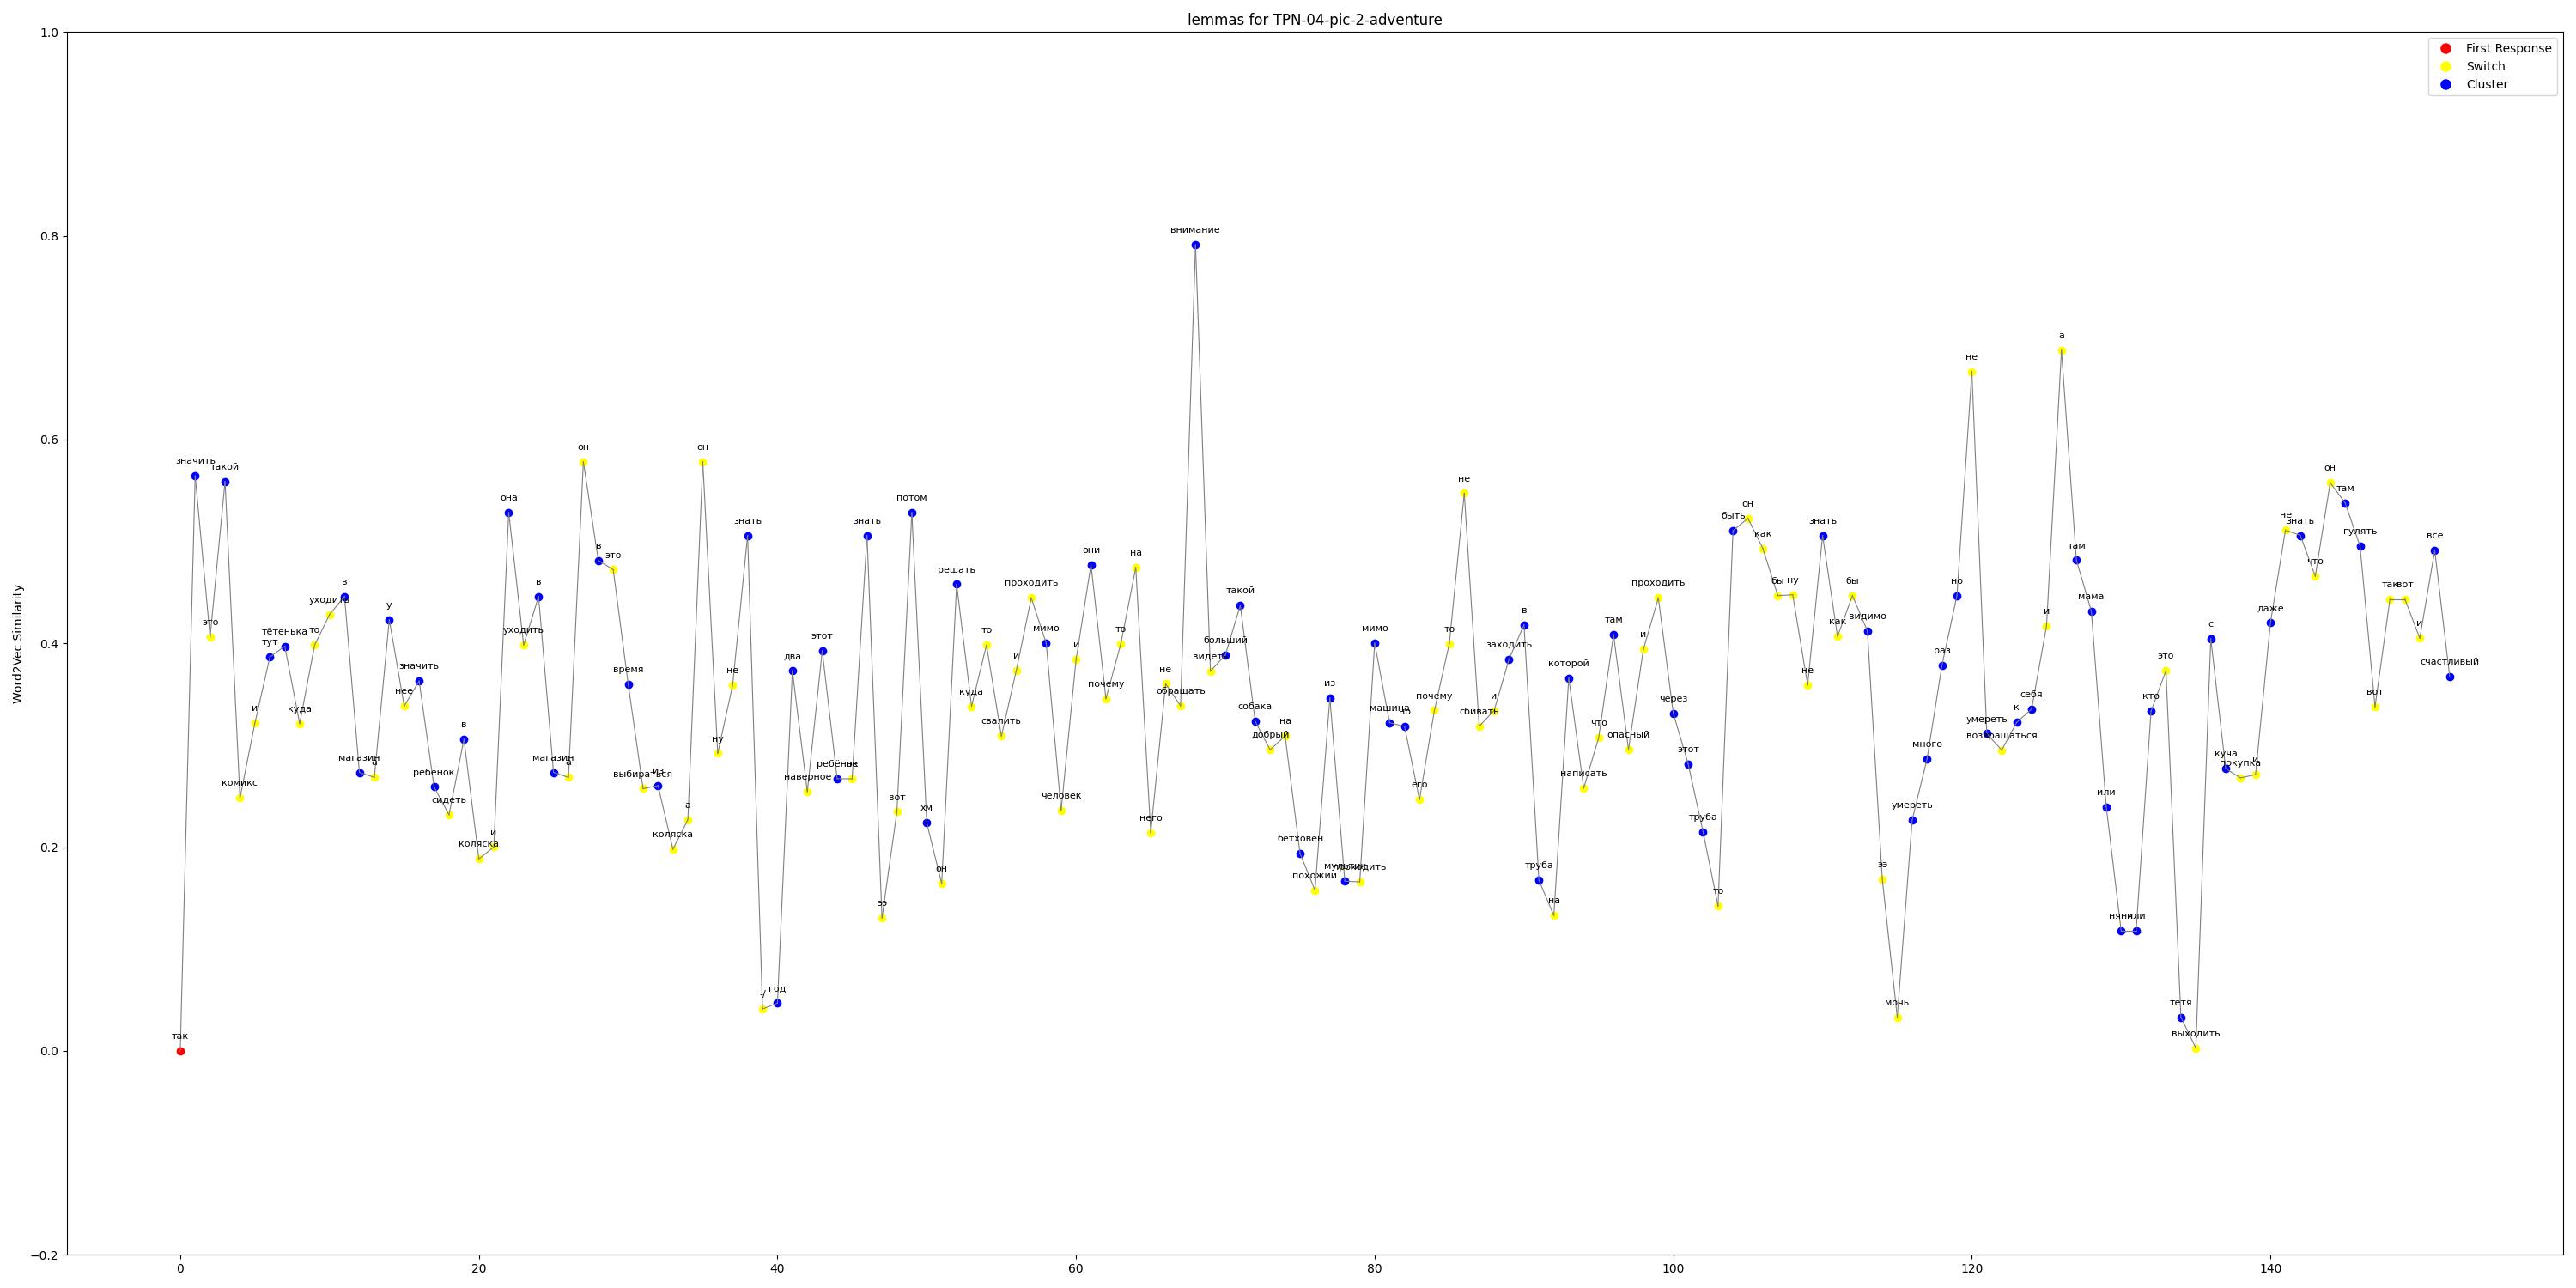 lemmas for TPN-04-pic-2-adventure
First Response
Switch
Cluster
Word2Vec Similarity
1.0
0.8
0.6
0.4
0.2
0.0
−0.2
0
20
40
60
80
100
120
140
так
значить
это
такой
комикс
и
тут
тётенька
куда
то
уходить
в
магазин
а
у
нее
значить
ребёнок
сидеть
в
коляска
и
она
уходить
в
магазин
а
он
в
это
время
выбираться
из
коляска
а
он
ну
не
знать
год
два
наверное
этот
ребёнок
не
знать
ээ
вот
потом
хм
он
решать
куда
то
свалить
и
проходить
мимо
человек
и
они
почему
то
на
него
не
обращать
внимание
видеть
больший
такой
собака
добрый
на
бетховен
похожий
из
проходить
мимо
машина
но
его
почему
то
не
сбивать
и
заходить
в
труба
на
которой
написать
что
там
опасный
и
проходить
через
этот
труба
то
быть
он
как
бы
ну
не
знать
как
бы
видимо
ээ
мочь
умереть
много
раз
но
не
умереть
возвращаться
к
себя
и
а
там
мама
или
няня
или
кто
это
тётя
выходить
с
куча
покупка
и
даже
не
знать
что
он
там
гулять
вот
так
вот
и
все
счастливый